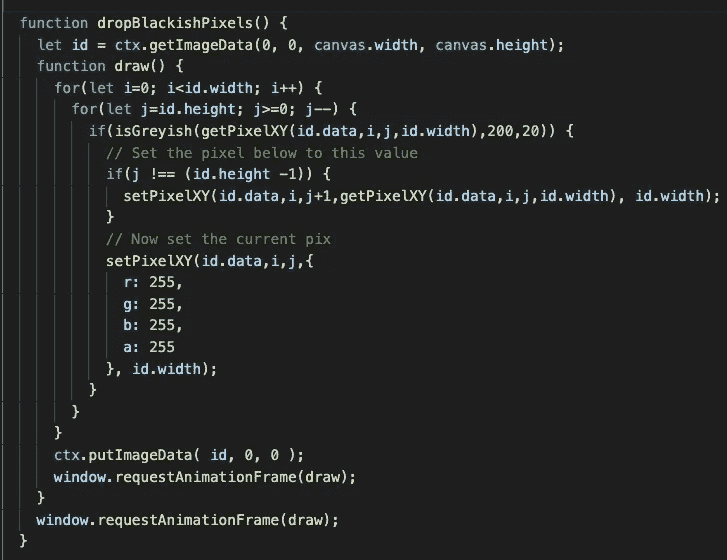 function dropBlackishPixels() {
  let id = ctx.getImageData(0, 0, canvas.width, canvas.height);
  function draw() {
    for(let i=0; i<id.width; i++) {
      for(let j=id.height; j>=0; j--) {
        if(isGreyish(getPixelXY(id.data,i,j,id.width),200,20)) {
          // Set the pixel below to this value
          if(j !== (id.height -1)) {
            setPixelXY(id.data,i,j+1,getPixelXY(id.data,i,j,id.width), id.width);
          }
          // Now set the current pix
          setPixelXY(id.data,i,j,{
            r: 255,
            g: 255,
            b: 255,
            a: 255
          }, id.width);
        }
      }
    }
    ctx.putImageData( id, 0, 0 );
    window.requestAnimationFrame(draw);
  }
  window.requestAnimationFrame(draw);
}